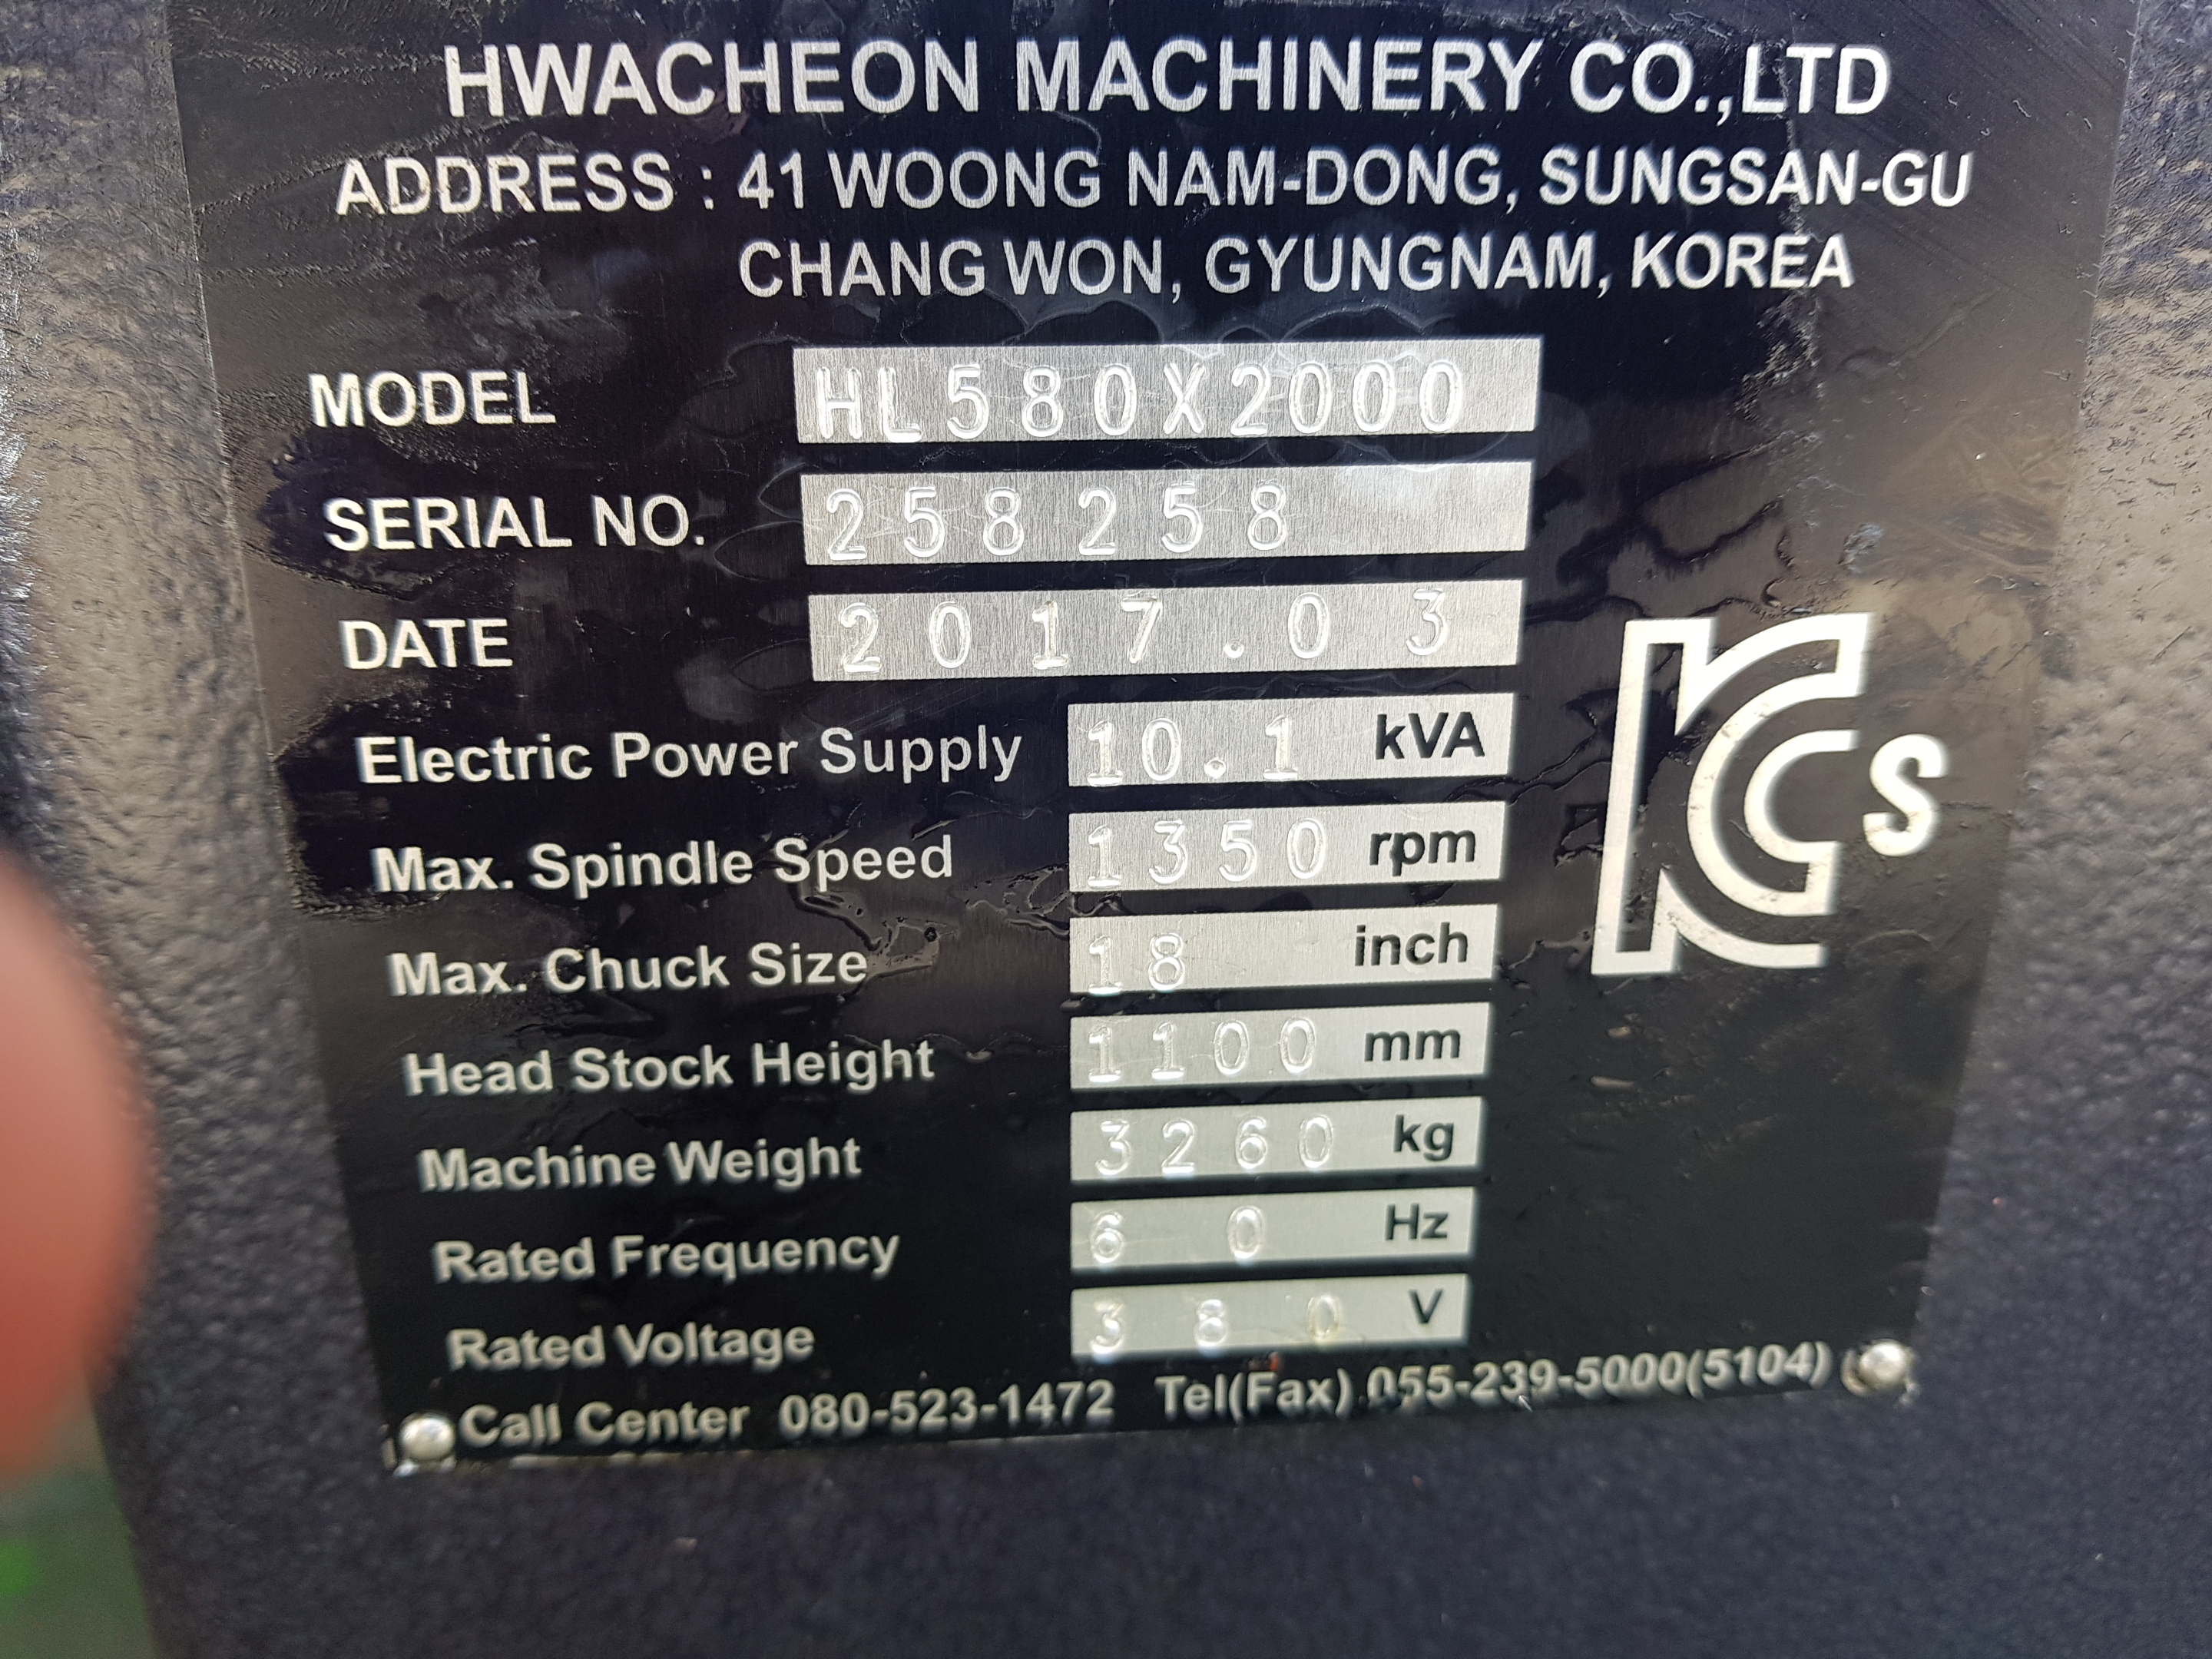 HWACHEON MACHINERY CO.,LTD
ADDRESS : 41 WOONG NAM-DONG, SUNGSAN-GU
CHANG WON, GYUNGNAM, KOREA
MODEL HL580X2000
SERIAL NO. 258258
DATE 2017.03
Electric Power Supply 10.1 kVA
Max. Spindle Speed 1350 rpm
Max. Chuck Size 18 inch
Head Stock Height 1100 mm
Machine Weight 3260 kg
Rated Frequency 60 Hz
Rated Voltage 380 V
KCs
Call Center 080-523-1472 Tel(Fax) 055-239-5000(5104)